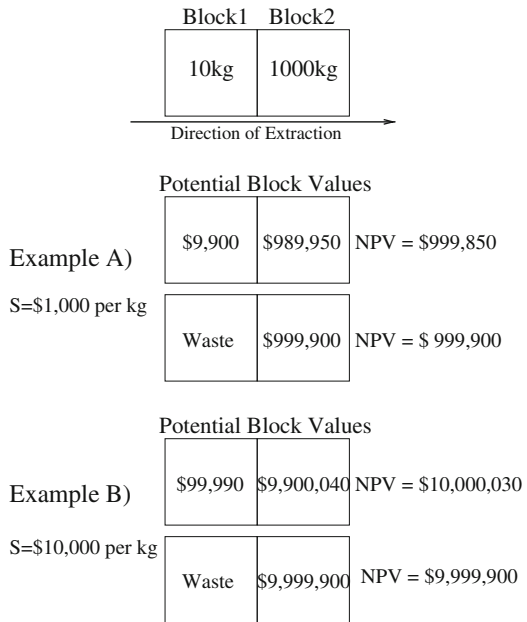 Block1 Block2
10kg 1000kg
Direction of Extraction
Potential Block Values
$9,900 $989,950 NPV = $999,850
Example A)
S=$1,000 per kg
Waste $999,900 NPV = $ 999,900
Potential Block Values
$99,990 $9,900,040 NPV = $10,000,030
Example B)
S=$10,000 per kg
Waste $9,999,900 NPV = $9,999,900